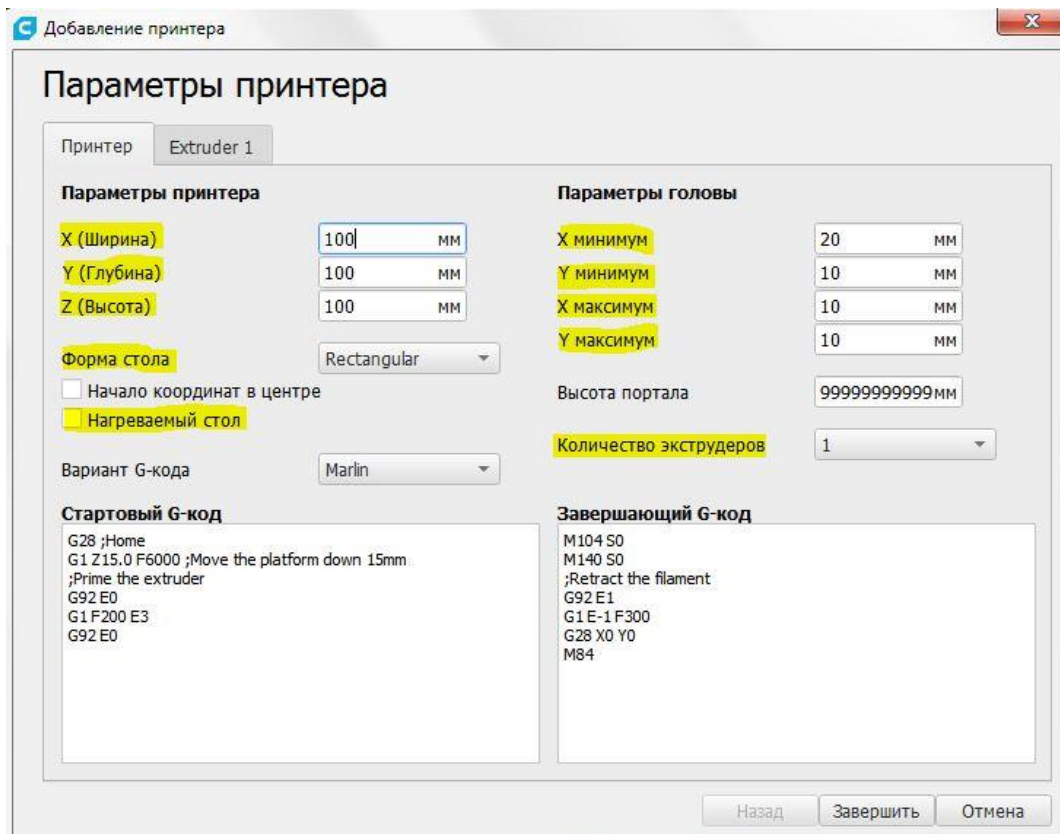 Добавление принтера
Параметры принтера
Принтер
Extruder 1
Параметры принтера
X (Ширина) 100 мм
Y (Глубина) 100 мм
Z (Высота) 100 мм
Форма стола Rectangular
Начало координат в центре
Нагреваемый стол
Вариант G-кода Marlin
Параметры головы
X минимум 20 мм
Y минимум 10 мм
X максимум 10 мм
Y максимум 10 мм
Высота портала 99999999999мм
Количество экструдеров 1
Стартовый G-код
G28 ;Home
G1 Z15.0 F6000 ;Move the platform down 15mm
;Prime the extruder
G92 E0
G1 F200 E3
G92 E0
Завершающий G-код
M104 S0
M140 S0
;Retract the filament
G92 E1
G1 E-1 F300
G28 X0 Y0
M84
Назад
Завершить
Отмена